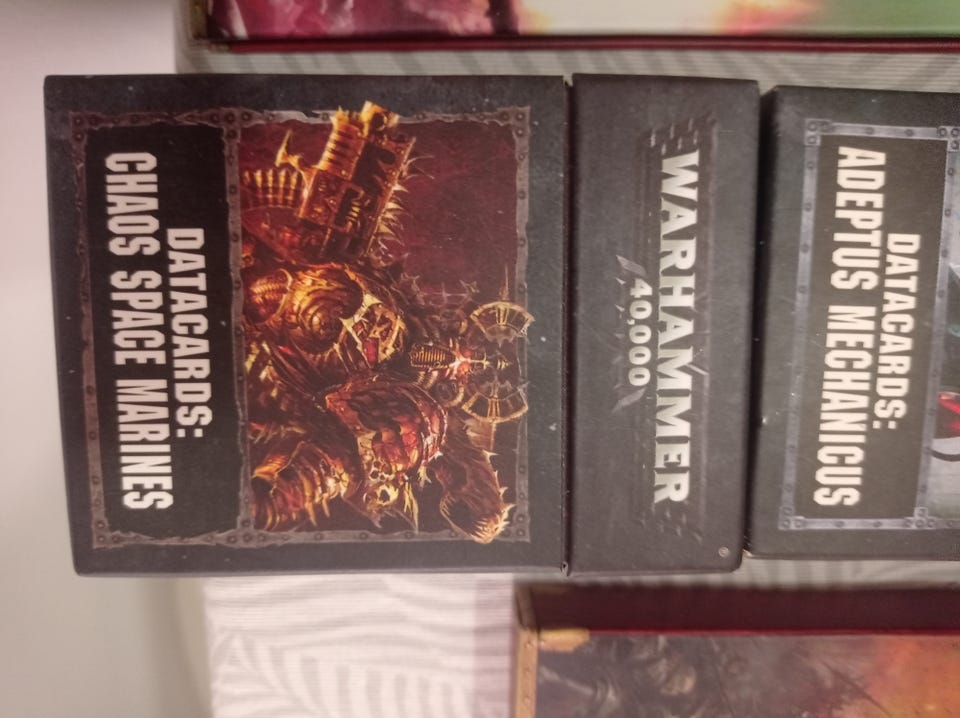 WARHAMMER
40,000
DATACARDS:
CHAOS SPACE MARINES
DATACARDS:
ADEPTUS MECHANICUS